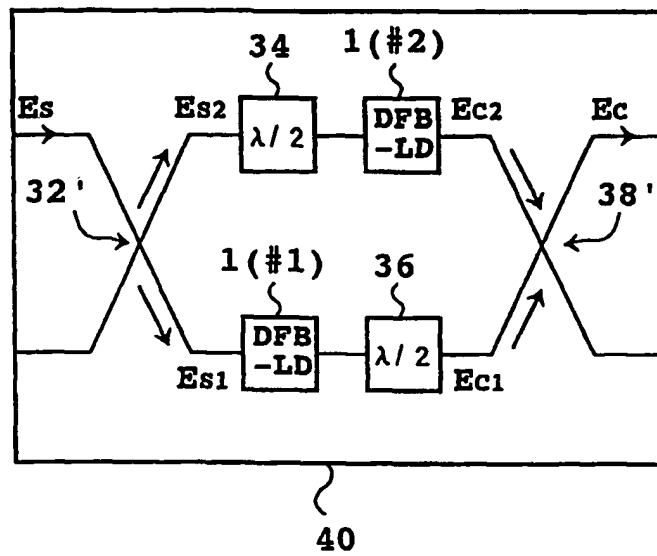 34
1(#2)
Es
Es2
λ/2
DFB
-LD
Ec2
Ec
32'
38'
1(#1)
36
DFB
-LD
λ/2
Es1
Ec1
40